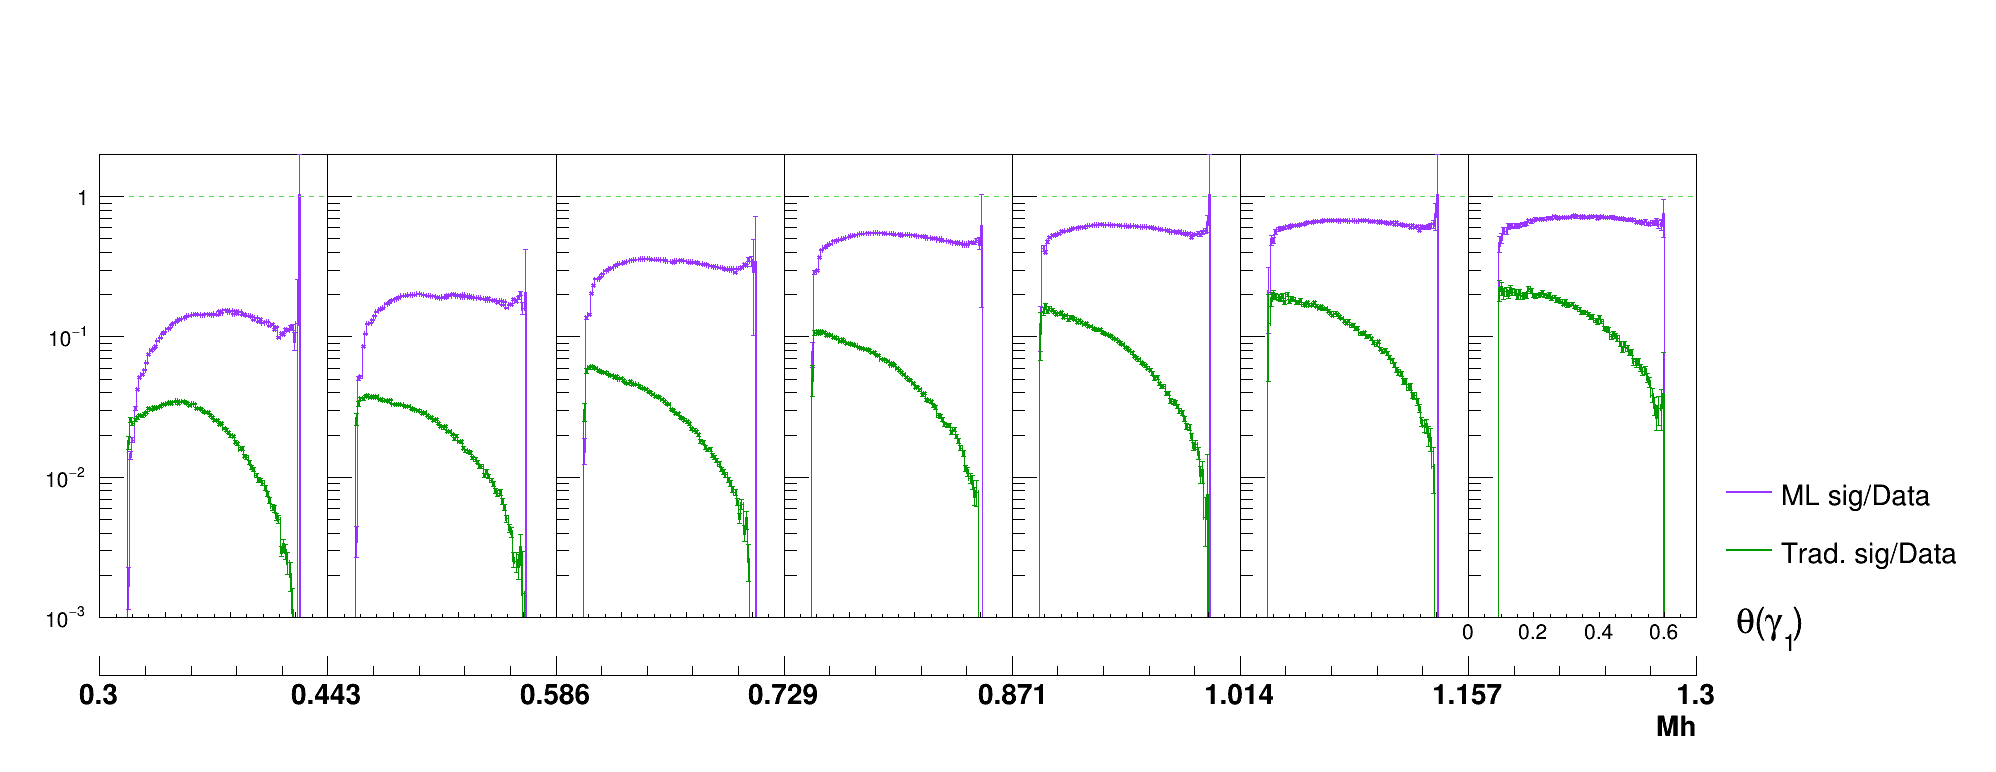 1
10⁻¹
10⁻²
10⁻³
ML sig/Data
Trad. sig/Data
0 0.2 0.4 0.6
θ(γ₁)
0.3 0.443 0.586 0.729 0.871 1.014 1.157 1.3
Mh